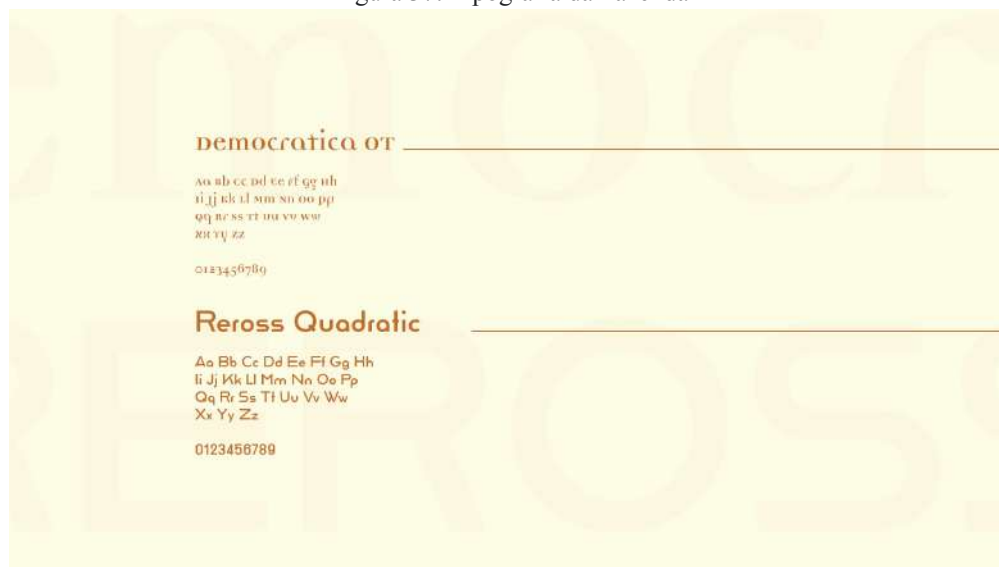 Democratica OT
Aa Bb Cc Dd Ee Ff Gg Hh
Ii Jj Kk Ll Mm Nn Oo Pp
Qq Rr Ss Tt Uu Vv Ww
Xx Yy Zz
0123456789
Reross Quadratic
Aa Bb Cc Dd Ee Ff Gg Hh
Ii Jj Kk Ll Mm Nn Oo Pp
Qq Rr Ss Tt Uu Vv Ww
Xx Yy Zz
0123456789